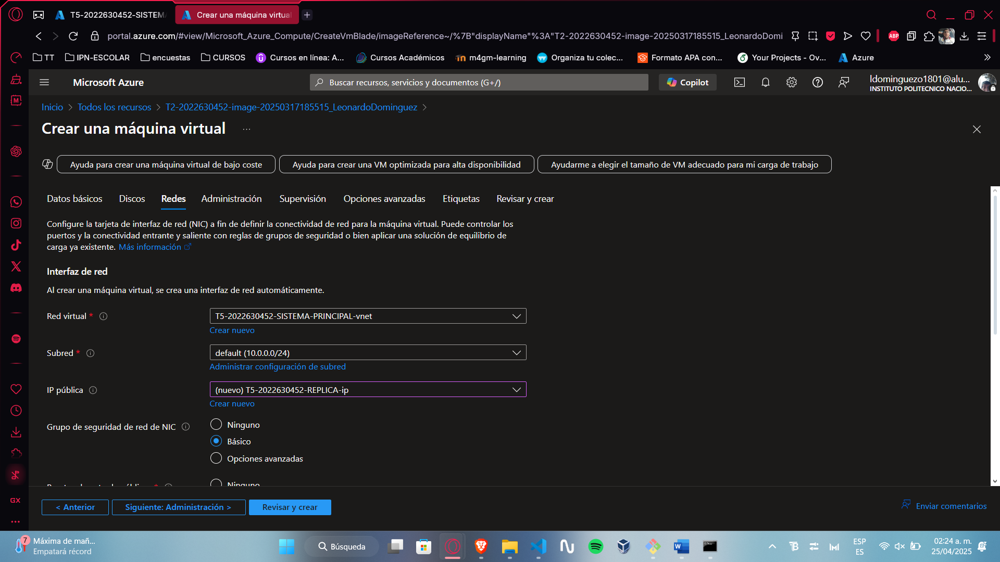 T5-2022630452-SISTEM
Crear una máquina virtual
portal.azure.com/#view/Microsoft_Azure_Compute/CreateVmBlade/imageReference~/%7B"displayName"%3A"T2-2022630452-image-20250317185515_LeonardoDomi
ABP
TT
IPN-ESCOLAR
encuestas
CURSOS
Cursos en línea: A...
Cursos Académicos
m4gm-learning
Organiza tu colec...
Formato APA con...
Your Projects - Ov...
Azure
Microsoft Azure
Buscar recursos, servicios y documentos (G+/)
Copilot
ldominguezo1801@alu...
INSTITUTO POLITECNICO NACIO...
Inicio > Todos los recursos > T2-2022630452-image-20250317185515_LeonardoDominguez >
Crear una máquina virtual ...
Ayuda para crear una máquina virtual de bajo coste
Ayuda para crear una VM optimizada para alta disponibilidad
Ayudarme a elegir el tamaño de VM adecuado para mi carga de trabajo
Datos básicos
Discos
Redes
Administración
Supervisión
Opciones avanzadas
Etiquetas
Revisar y crear
Configure la tarjeta de interfaz de red (NIC) a fin de definir la conectividad de red para la máquina virtual. Puede controlar los
puertos y la conectividad entrante y saliente con reglas de grupos de seguridad o bien aplicar una solución de equilibrio de
carga ya existente. Más información
Interfaz de red
Al crear una máquina virtual, se crea una interfaz de red automáticamente.
Red virtual *
T5-2022630452-SISTEMA-PRINCIPAL-vnet
Crear nuevo
Subred *
default (10.0.0.0/24)
Administrar configuración de subred
IP pública
(nuevo) T5-2022630452-REPLICA-ip
Crear nuevo
Grupo de seguridad de red de NIC
Ninguno
Básico
Opciones avanzadas
Ninguno
< Anterior
Siguiente: Administración >
Revisar y crear
Enviar comentarios
GX
7
Máxima de mañ...
Empatará récord
Búsqueda
ESP
ES
02:24 a. m.
25/04/2025